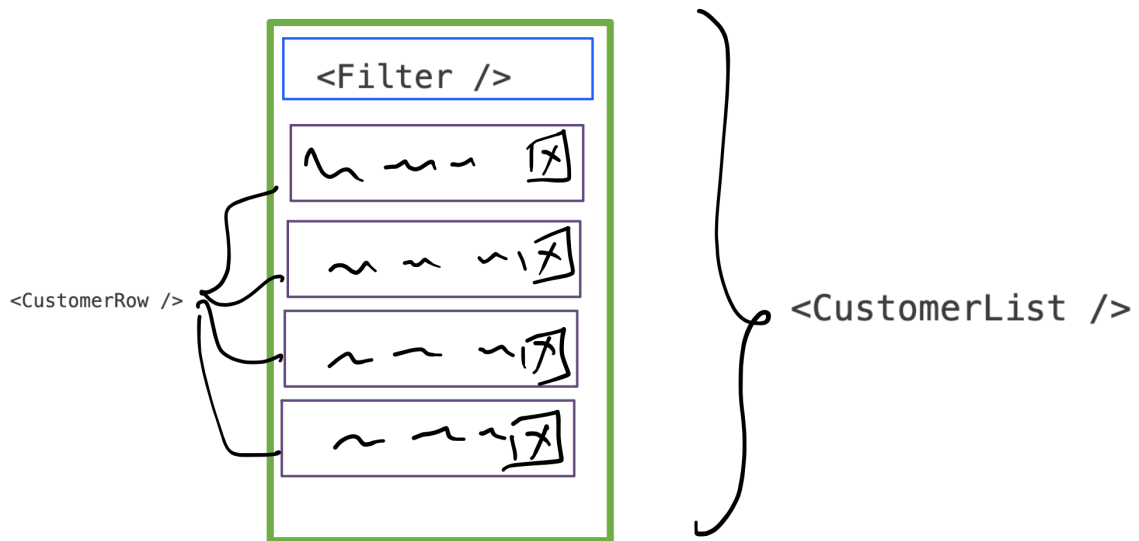 <Filter />
X
X
<CustomerRow />
<CustomerList />
X
X